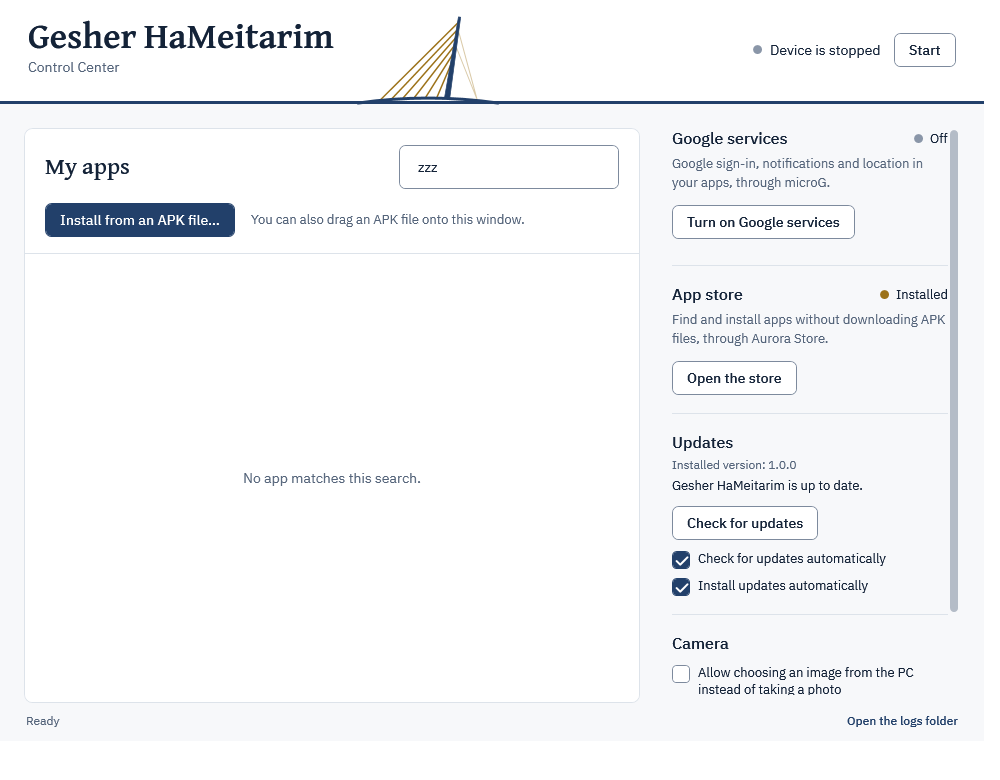 Gesher HaMeitarim
Control Center
Device is stopped
Start
My apps
zzz
Install from an APK file...
You can also drag an APK file onto this window.
No app matches this search.
Google services
Off
Google sign-in, notifications and location in
your apps, through microG.
Turn on Google services
App store
Installed
Find and install apps without downloading APK
files, through Aurora Store.
Open the store
Updates
Installed version: 1.0.0
Gesher HaMeitarim is up to date.
Check for updates
Check for updates automatically
Install updates automatically
Camera
Allow choosing an image from the PC
instead of taking a photo
Ready
Open the logs folder